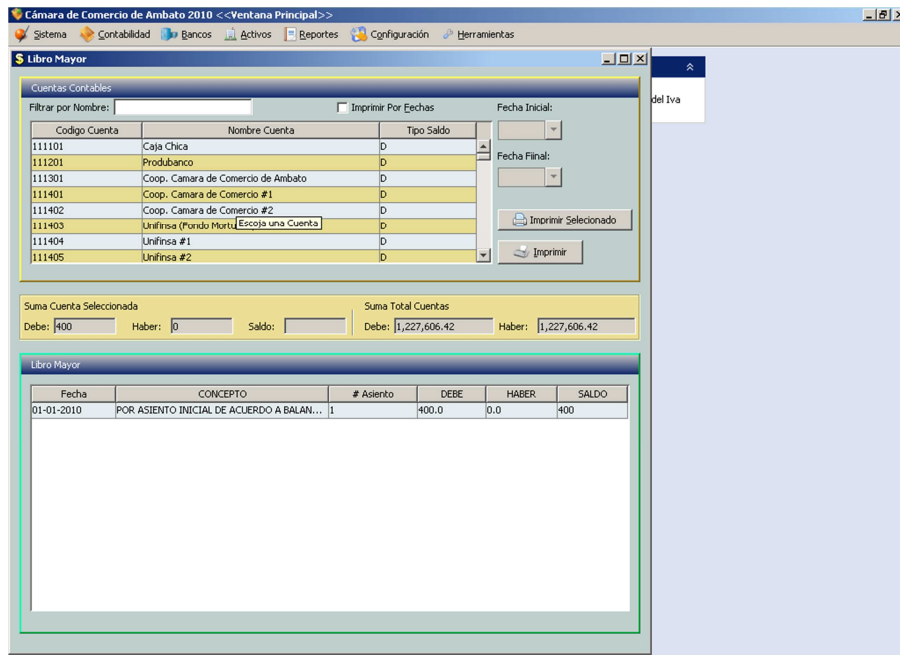 Cámara de Comercio de Ambato 2010 <<Ventana Principal>>
Sistema Contabilidad Bancos Activos Reportes Configuración Herramientas
Libro Mayor
del Iva
Cuentas Contables
Filtrar por Nombre: Imprimir Por Fechas Fecha Inicial:
Codigo Cuenta Nombre Cuenta Tipo Saldo
111101 Caja Chica D
111201 Produbanco D
Fecha Fiinal:
111301 Coop. Camara de Comercio de Ambato D
111401 Coop. Camara de Comercio #1 D
111402 Coop. Camara de Comercio #2 D
111403 Unifinsa (Fondo Mortu D
Escoja una Cuenta
Imprimir Selecionado
111404 Unifinsa #1 D
111405 Unifinsa #2 D
Imprimir
Suma Cuenta Seleccionada Suma Total Cuentas
Debe: 400 Haber: 0 Saldo: Debe: 1,227,606.42 Haber: 1,227,606.42
Libro Mayor
Fecha CONCEPTO # Asiento DEBE HABER SALDO
01-01-2010 POR ASIENTO INICIAL DE ACUERDO A BALAN... 1 400.0 0.0 400